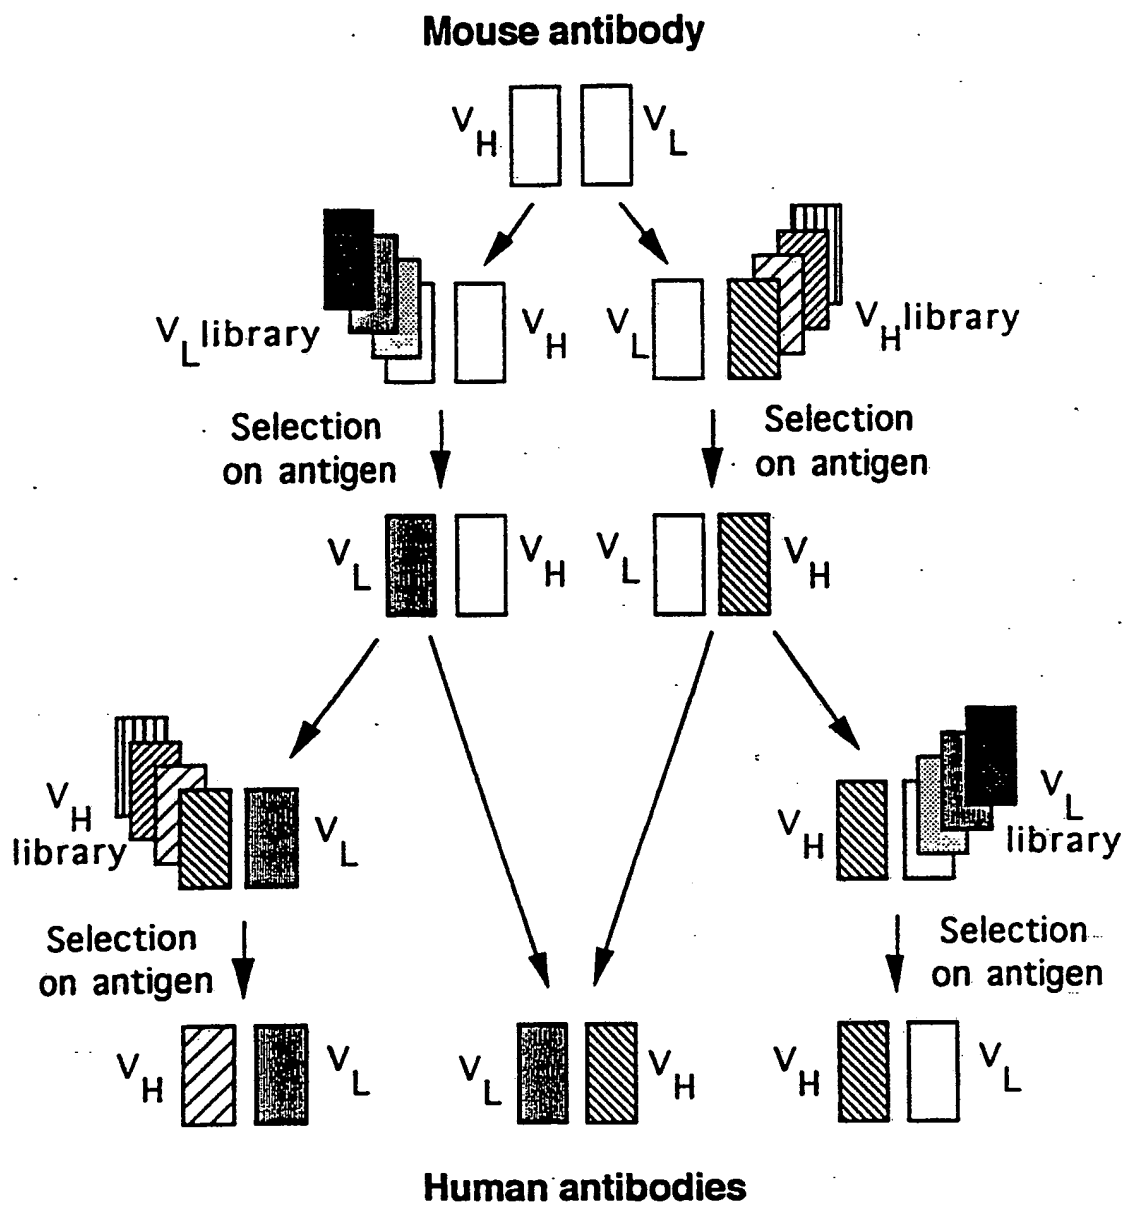 Mouse antibody
VH VL
VL library VH VL VH library
Selection on antigen
Selection on antigen
VL VH VL VH
VH library VL VH VL library
Selection on antigen
Selection on antigen
VH VL VL VH VH VL
Human antibodies